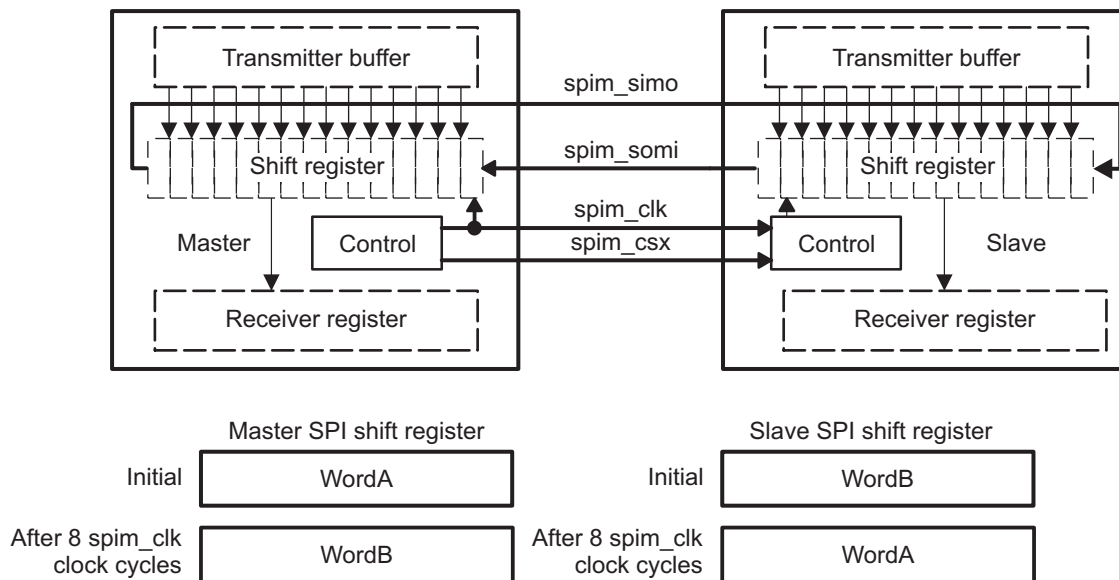 Transmitter buffer
Transmitter buffer
spim_simo
Shift register
spim_somi
Shift register
spim_clk
Master
Control
spim_csx
Control
Slave
Receiver register
Receiver register
Master SPI shift register
Slave SPI shift register
Initial
WordA
Initial
WordB
After 8 spim_clk
clock cycles
WordB
After 8 spim_clk
clock cycles
WordA